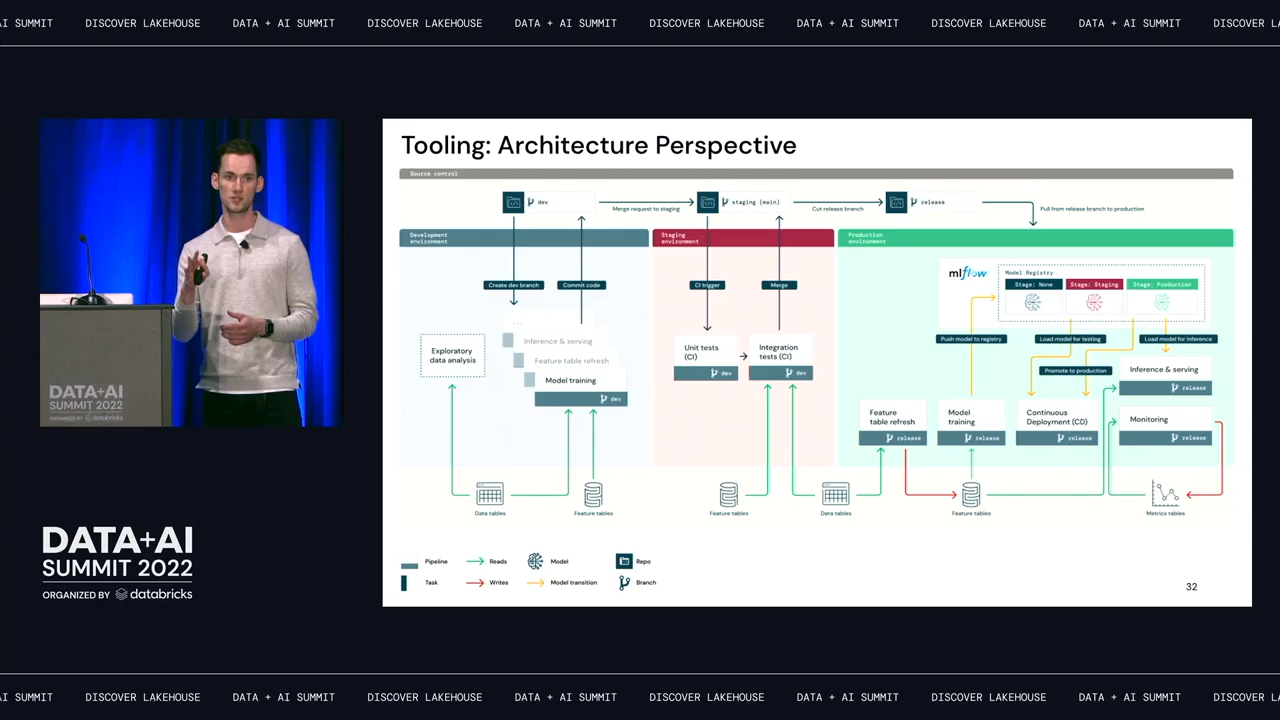 AI SUMMIT DISCOVER LAKEHOUSE DATA + AI SUMMIT DISCOVER LAKEHOUSE DATA + AI SUMMIT DISCOVER LAKEHOUSE DATA + AI SUMMIT DISCOVER LAKEHOUSE DATA + AI SUMMIT DISCOVER
Tooling: Architecture Perspective
Source control
dev
Merge request to staging
staging (main)
Cut release branch
release
Pull from release branch to production
Development
environment
Staging
environment
Production
environment
mlflow
Model Registry
Stage: None
Stage: Staging
Stage: Production
Create dev branch
Commit code
CI trigger
Merge
Push model to registry
Load model for testing
Load model for inference
Promote to production
...
Inference & serving
Feature table refresh
Model training
dev
Exploratory
data analysis
Unit tests
(CI)
dev
Integration
tests (CI)
dev
Inference & serving
release
Feature
table refresh
release
Model
training
release
Continuous
Deployment (CD)
release
Monitoring
release
Data tables
Feature tables
Feature tables
Data tables
Feature tables
Metrics tables
Pipeline
Reads
Model
Repo
Task
Writes
Model transition
Branch
32
DATA+AI
SUMMIT 2022
ORGANIZED BY databricks
DATA+AI
SUMMIT 2022
ORGANIZED BY databricks
AI SUMMIT DISCOVER LAKEHOUSE DATA + AI SUMMIT DISCOVER LAKEHOUSE DATA + AI SUMMIT DISCOVER LAKEHOUSE DATA + AI SUMMIT DISCOVER LAKEHOUSE DATA + AI SUMMIT DISCOVER